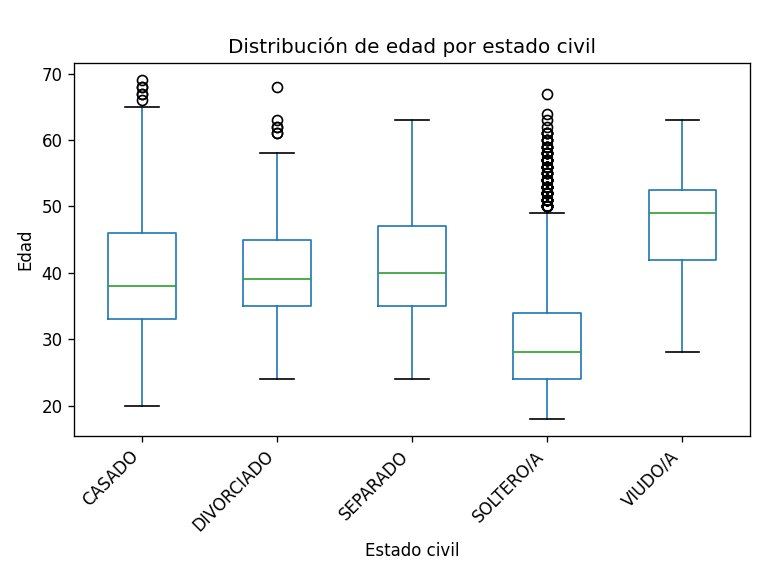 Distribución de edad por estado civil
70
60
50
40
30
20
Edad
CASADO
DIVORCIADO
SEPARADO
SOLTERO/A
VIUDO/A
Estado civil